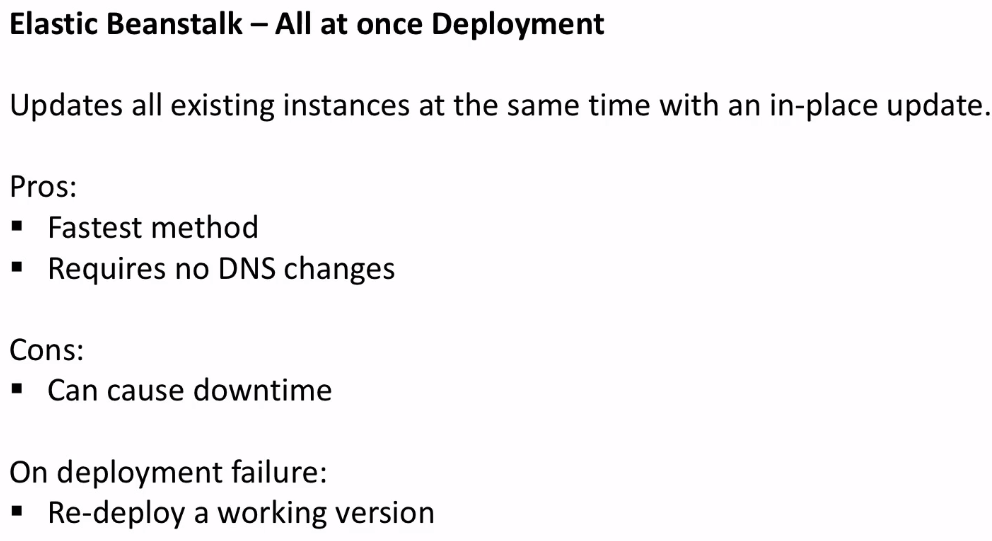 Elastic Beanstalk – All at once Deployment
Updates all existing instances at the same time with an in-place update.
Pros:
▪ Fastest method
▪ Requires no DNS changes
Cons:
▪ Can cause downtime
On deployment failure:
▪ Re-deploy a working version